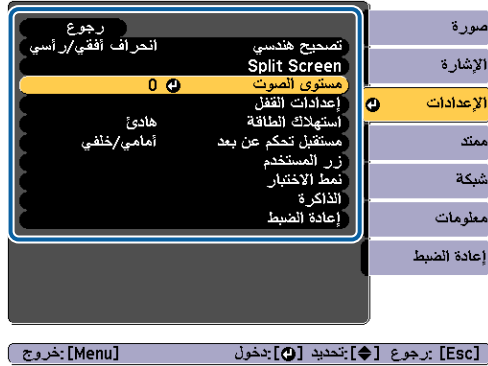 صورة
الإشارة
الإعدادات
ممتد
شبكة
معلومات
إعادة الضبط
رجوع
تصحيح هندسي انحراف أفقي/رأسي
Split Screen
مستوى الصوت 0
إعدادات القفل
استهلاك الطاقة هادئ
مستقبل تحكم عن بعد أمامي/خلفي
زر المستخدم
نمط الاختبار
الذاكرة
إعادة الضبط
[Esc] :رجوع [◆]:تحديد [↵]:دخول [Menu]:خروج